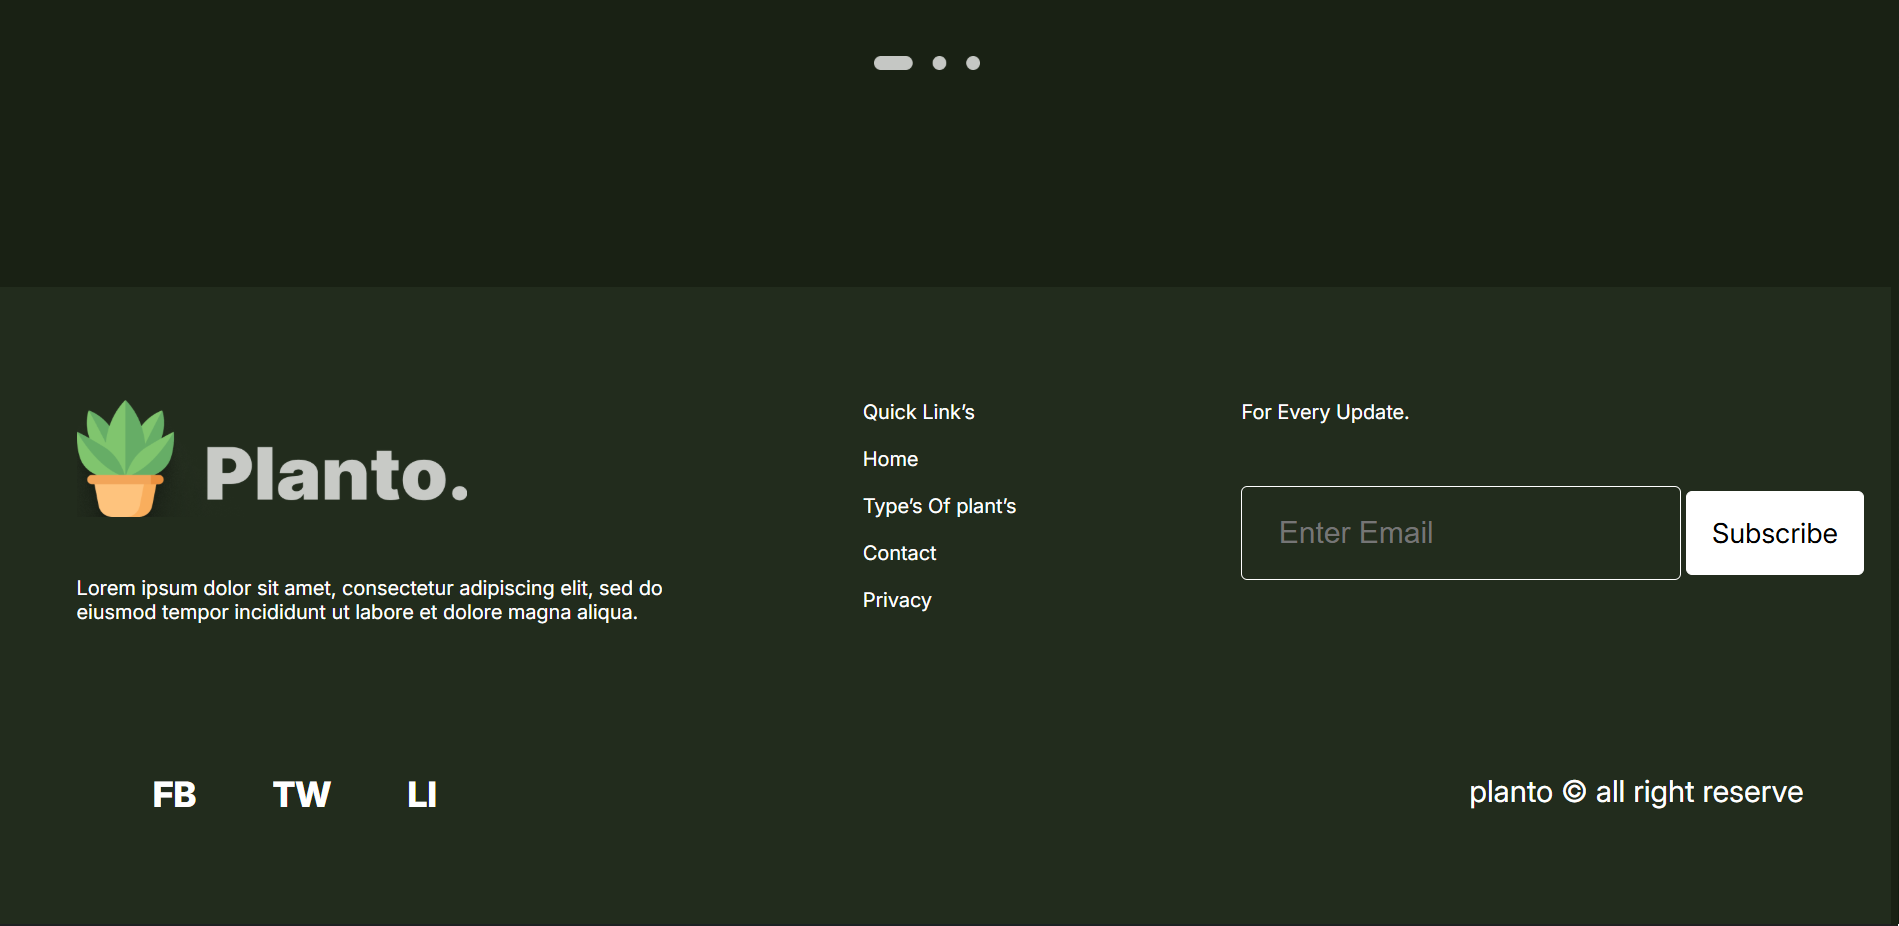 Planto.
Lorem ipsum dolor sit amet, consectetur adipiscing elit, sed do
eiusmod tempor incididunt ut labore et dolore magna aliqua.
Quick Link’s
Home
Type’s Of plant’s
Contact
Privacy
For Every Update.
Enter Email
Subscribe
FB
TW
LI
planto © all right reserve